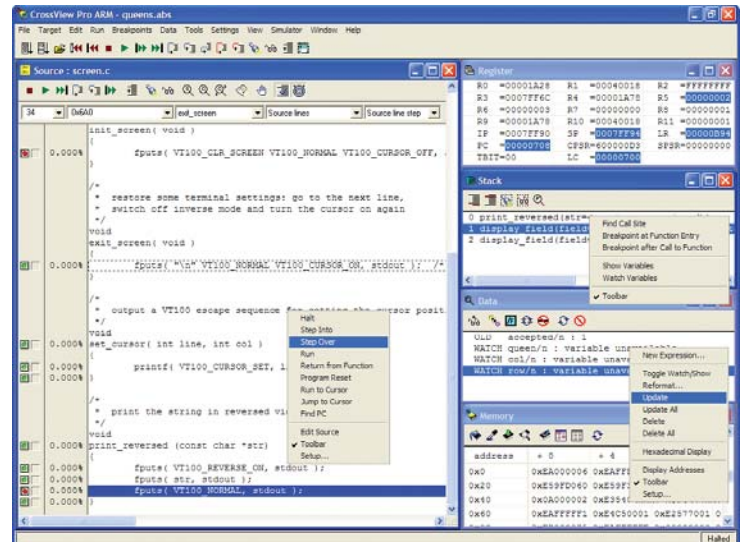 CrossView Pro ARM - queens.abs
File Target Edit Run Breakpoints Data Tools Settings View Simulator Window Help
Source : screen.c
34 0x6A0 exit_screen Source lines Source line step
init_screen( void )
{
0.000% fputs( VT100_CLR_SCREEN VT100_NORMAL VT100_CURSOR_OFF,
}
/*
* restore some terminal settings: go to the next line,
* switch off inverse mode and turn the cursor on again
*/
void
exit_screen( void )
{
0.000% fputs( "\n" VT100_NORMAL VT100_CURSOR_ON, stdout ); /*
}
/*
* output a VT100 escape sequence for setting the cursor posit
*/
void
0.000% set_cursor( int line, int col )
{
0.000% printf( VT100_CURSOR_SET, l
0.000% }
/*
* print the string in reversed vi
*/
void
0.000% print_reversed (const char *str)
{
0.000% fputs( VT100_REVERSE_ON, stdout );
0.000% fputs( str, stdout );
0.000% fputs( VT100_NORMAL, stdout );
0.000% }
Halt
Step Into
Step Over
Run
Return from Function
Program Reset
Run to Cursor
Jump to Cursor
Find PC
Edit Source
Toolbar
Setup...
Register
R0 =00001A28 R1 =00040018 R2 =FFFFFFFF
R3 =0007FF6C R4 =00001A78 R5 =00000002
R6 =00000003 R7 =00000000 R8 =00000001
R9 =00001A78 R10 =00040018 R11 =00000001
IP =0007FF90 SP =0007FF94 LR =00000B94
PC =00000708 CPSR=600000D3 SPSR=00000000
TBIT=00 LC =00000700
Stack
0 print_reversed(str=
1 display_field(field
2 display_field(field
Find Call Site
Breakpoint at Function Entry
Breakpoint after Call to Function
Show Variables
Watch Variables
Toolbar
Data
OLD accepted/n : 1
WATCH queen/n : variable unavailable
WATCH col/n : variable unava
WATCH row/n : variable unava
New Expression...
Toggle Watch/Show
Reformat...
Update
Update All
Delete
Delete All
Hexadecimal Display
Display Addresses
Toolbar
Setup...
Memory
address + 0 + 4
0x0 0xEA000006 0xEAFF
0x20 0xE59FD060 0xE59F
0x40 0x0A000002 0xE354
0x60 0xEAFFFFF1 0xE4C50001 0xE2577001 0
Halted